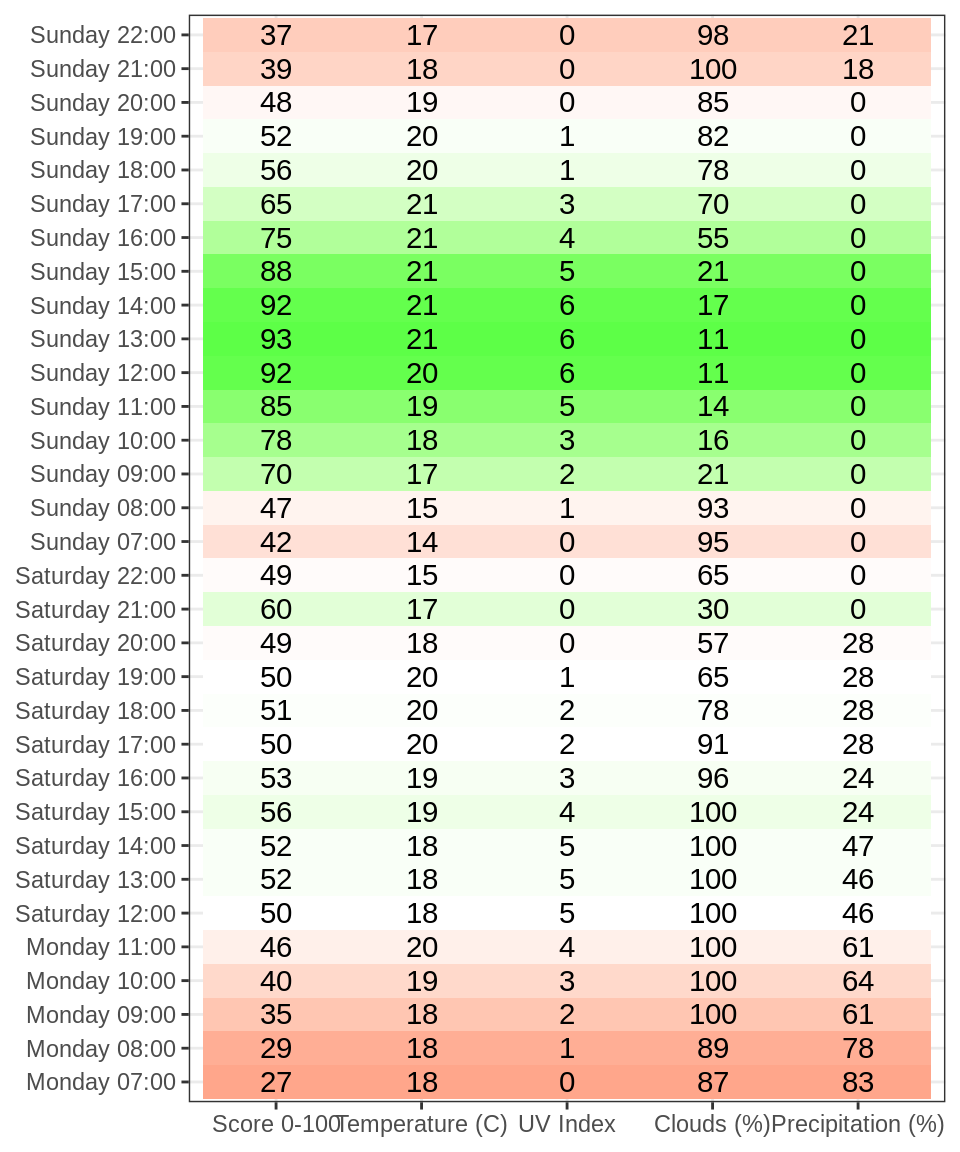 Sunday 22:00 37 17 0 98 21
Sunday 21:00 39 18 0 100 18
Sunday 20:00 48 19 0 85 0
Sunday 19:00 52 20 1 82 0
Sunday 18:00 56 20 1 78 0
Sunday 17:00 65 21 3 70 0
Sunday 16:00 75 21 4 55 0
Sunday 15:00 88 21 5 21 0
Sunday 14:00 92 21 6 17 0
Sunday 13:00 93 21 6 11 0
Sunday 12:00 92 20 6 11 0
Sunday 11:00 85 19 5 14 0
Sunday 10:00 78 18 3 16 0
Sunday 09:00 70 17 2 21 0
Sunday 08:00 47 15 1 93 0
Sunday 07:00 42 14 0 95 0
Saturday 22:00 49 15 0 65 0
Saturday 21:00 60 17 0 30 0
Saturday 20:00 49 18 0 57 28
Saturday 19:00 50 20 1 65 28
Saturday 18:00 51 20 2 78 28
Saturday 17:00 50 20 2 91 28
Saturday 16:00 53 19 3 96 24
Saturday 15:00 56 19 4 100 24
Saturday 14:00 52 18 5 100 47
Saturday 13:00 52 18 5 100 46
Saturday 12:00 50 18 5 100 46
Monday 11:00 46 20 4 100 61
Monday 10:00 40 19 3 100 64
Monday 09:00 35 18 2 100 61
Monday 08:00 29 18 1 89 78
Monday 07:00 27 18 0 87 83
Score 0-100 Temperature (C) UV Index Clouds (%) Precipitation (%)